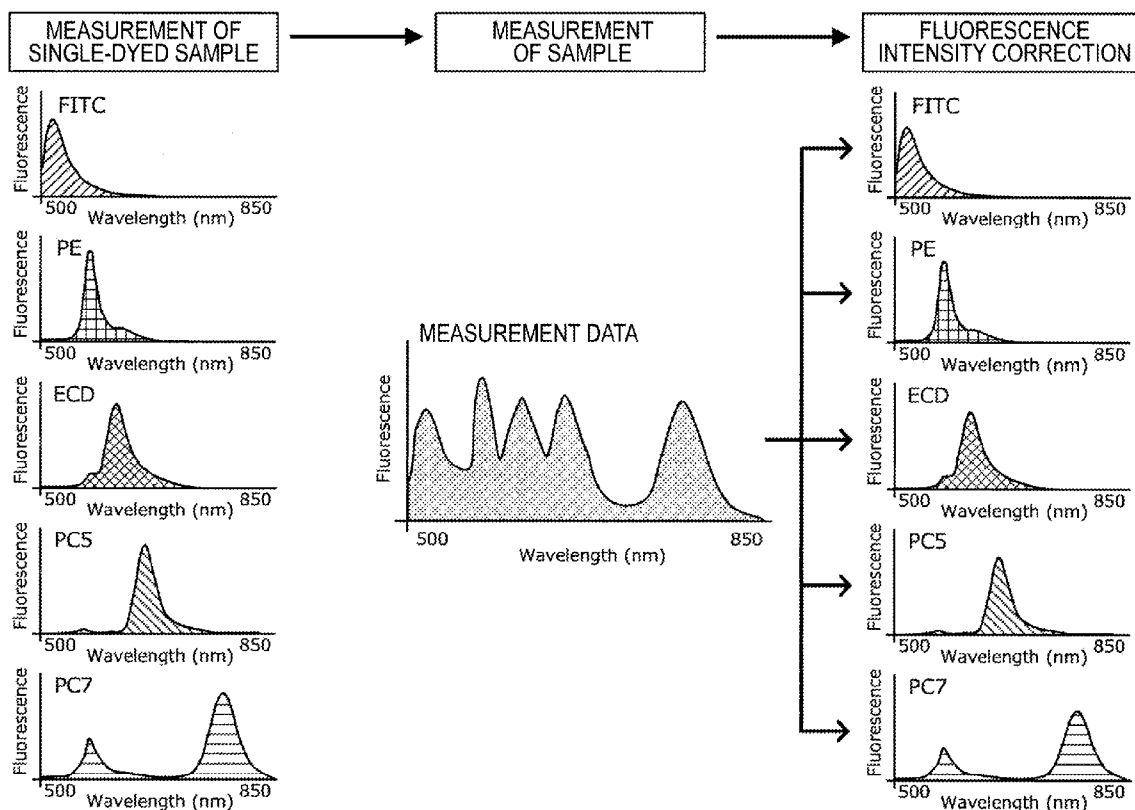 MEASUREMENT OF
SINGLE-DYED SAMPLE
MEASUREMENT
OF SAMPLE
FLUORESCENCE
INTENSITY CORRECTION
FITC
Fluorescence
500
850
Wavelength (nm)
PE
Fluorescence
500
850
Wavelength (nm)
ECD
Fluorescence
500
850
Wavelength (nm)
PC5
Fluorescence
500
850
Wavelength (nm)
PC7
Fluorescence
500
850
Wavelength (nm)
MEASUREMENT DATA
Fluorescence
500
850
Wavelength (nm)
FITC
Fluorescence
500
850
Wavelength (nm)
PE
Fluorescence
500
850
Wavelength (nm)
ECD
Fluorescence
500
850
Wavelength (nm)
PC5
Fluorescence
500
850
Wavelength (nm)
PC7
Fluorescence
500
850
Wavelength (nm)